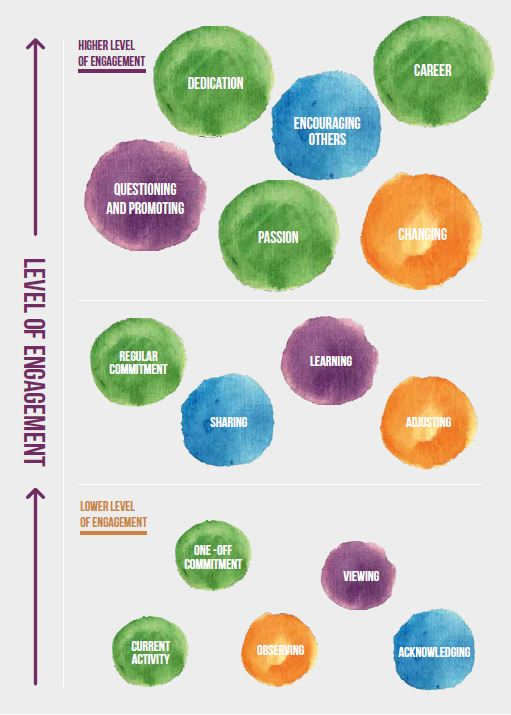 HIGHER LEVEL
OF ENGAGEMENT
DEDICATION
CAREER
ENCOURAGING
OTHERS
QUESTIONING
AND PROMOTING
PASSION
CHANGING
LEVEL OF ENGAGEMENT
REGULAR
COMMITMENT
LEARNING
SHARING
ADJUSTING
LOWER LEVEL
OF ENGAGEMENT
ONE-OFF
COMMITMENT
VIEWING
CURRENT
ACTIVITY
OBSERVING
ACKNOWLEDGING